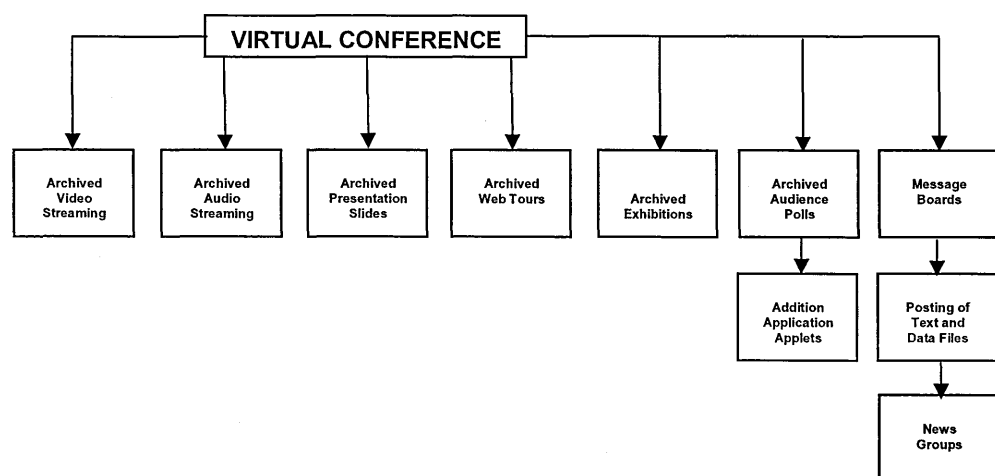 VIRTUAL CONFERENCE
Archived
Video
Streaming
Archived
Audio
Streaming
Archived
Presentation
Slides
Archived
Web Tours
Archived
Exhibitions
Archived
Audience
Polls
Message
Boards
Addition
Application
Applets
Posting of
Text and
Data Files
News
Groups